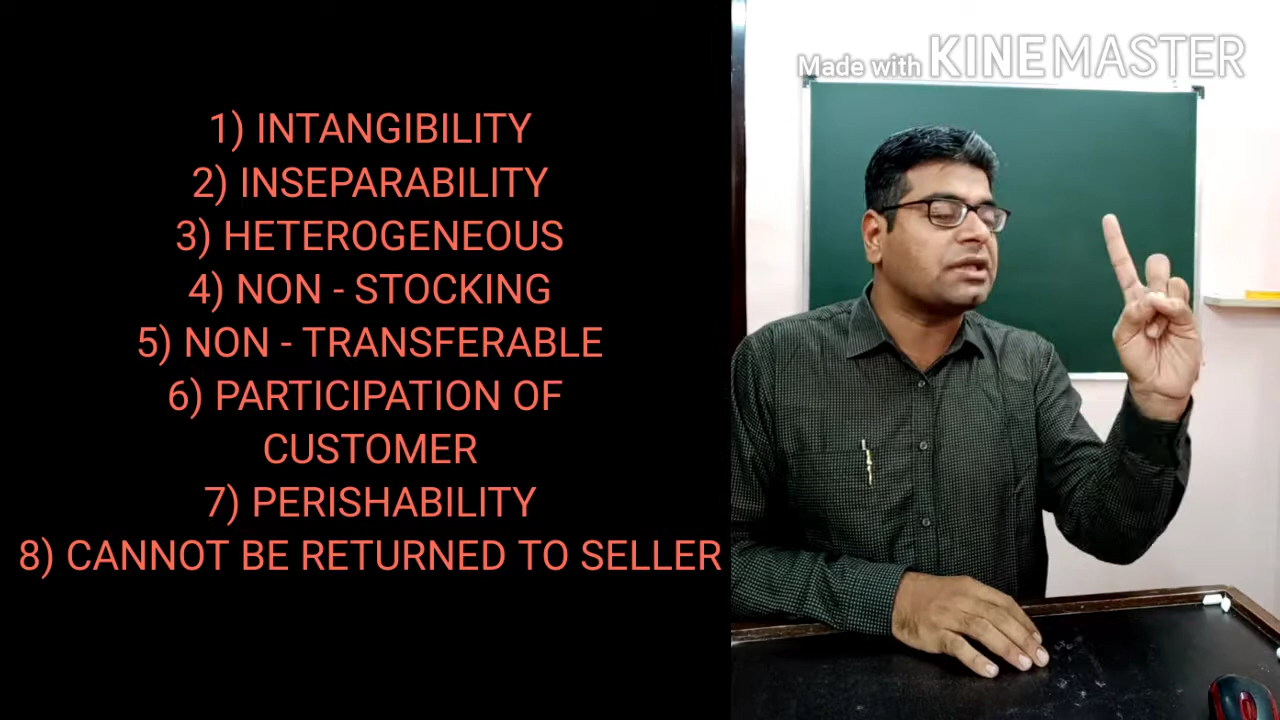 Made with KINEMASTER
1) INTANGIBILITY
2) INSEPARABILITY
3) HETEROGENEOUS
4) NON - STOCKING
5) NON - TRANSFERABLE
6) PARTICIPATION OF
CUSTOMER
7) PERISHABILITY
8) CANNOT BE RETURNED TO SELLER